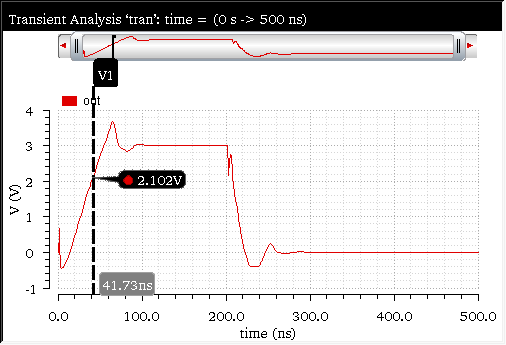 Transient Analysis ‘tran’: time = (0 s -> 500 ns)
V1
out
4
3
2.102V
2
1
0
-1
V (V)
41.73ns
0.0 100.0 200.0 300.0 400.0 500.0
time (ns)